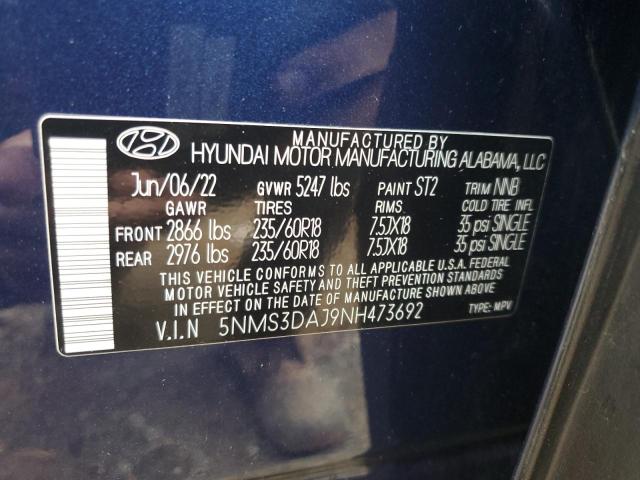 MANUFACTURED BY
HYUNDAI MOTOR MANUFACTURING ALABAMA, LLC
Jun/06/22 GVWR 5247 lbs PAINT ST2 TRIM NNB
GAWR TIRES RIMS COLD TIRE INFL
FRONT 2866 lbs 235/60R18 7.5JX18 35 psi SINGLE
REAR 2976 lbs 235/60R18 7.5JX18 35 psi SINGLE
THIS VEHICLE CONFORMS TO ALL APPLICABLE U.S.A. FEDERAL
MOTOR VEHICLE SAFETY AND THEFT PREVENTION STANDARDS
IN EFFECT ON THE DATE OF MANUFACTURE
V.I.N 5NMS3DAJ9NH473692 TYPE: MPV